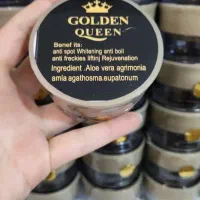 GOLDEN
QUEEN
Benef its:
anti spot Whitening anti boil
anti freckles liftinj Rejuvenation
Ingredient .Aloe vera agrimonia
amla agathosma.eupatonum